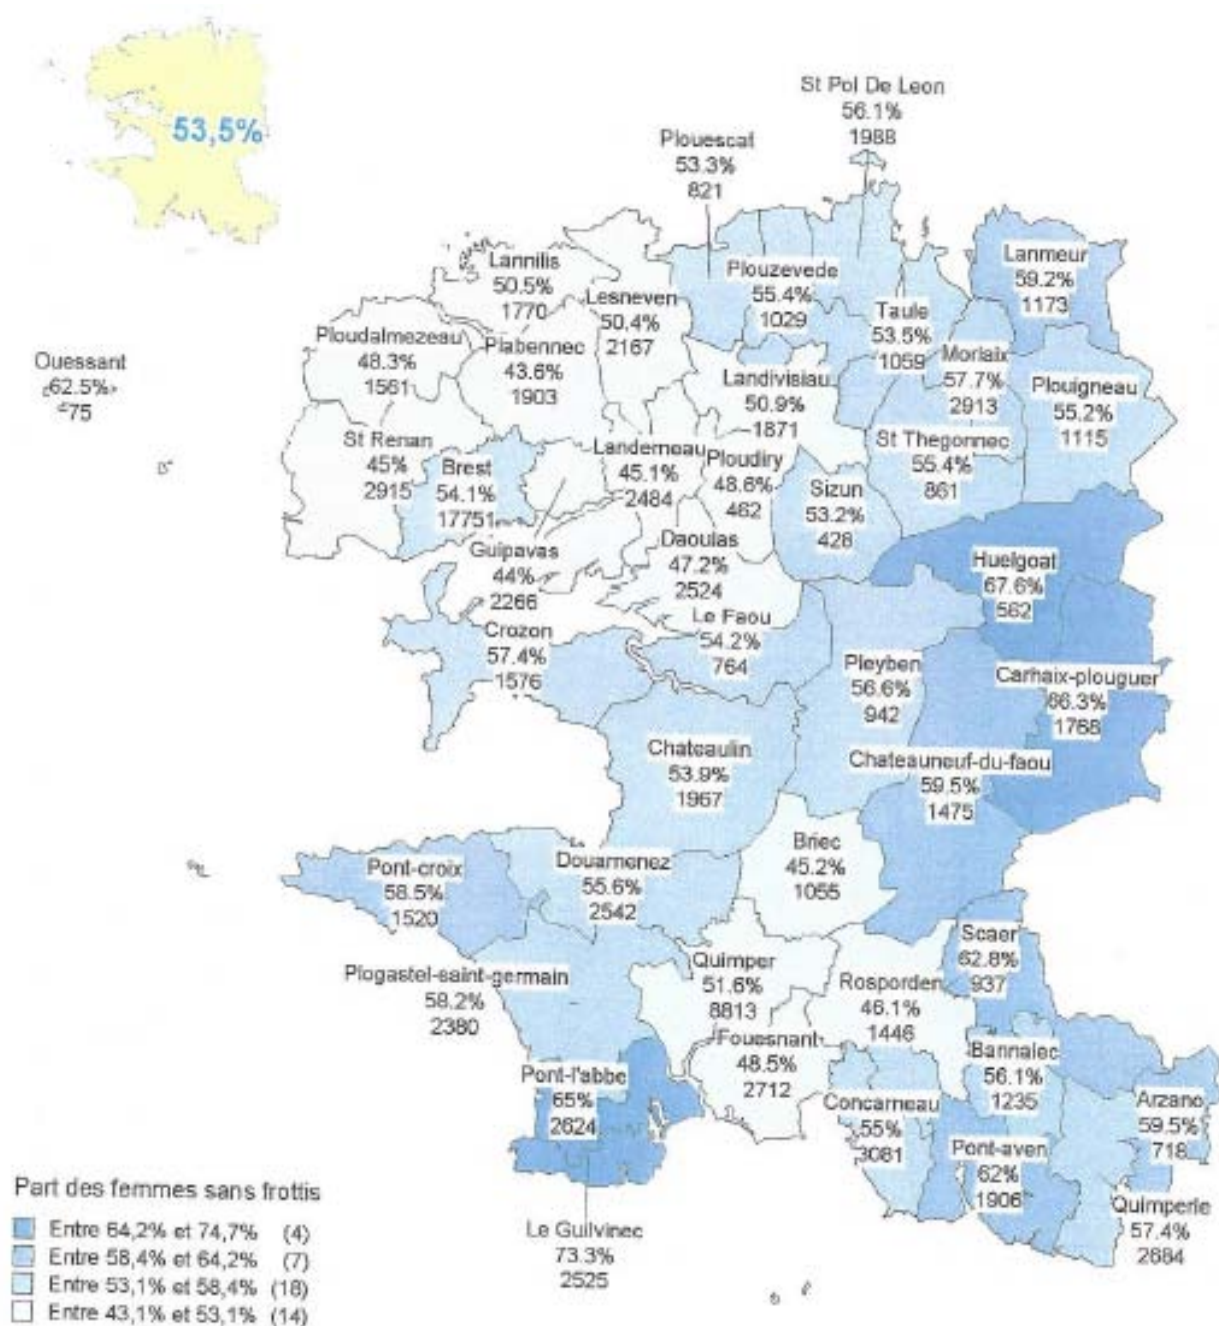 53,5%
St Pol De Leon
56.1%
1988
Plouescat
53.3%
821
Lanmeur
59.2%
1173
Lannilis
50.5%
1770
Plouzevede
55.4%
1029
Lesneven
50.4%
2167
Taule
53.5%
1059
Ploudalmezeau
48.3%
1561
Plabennec
43.6%
1903
Ouessant
62.5%
75
Morlaix
57.7%
2913
Landivisiau
50.9%
1871
Plouigneau
55.2%
1115
St Renan
45%
2915
Landerneau
45.1%
2484
Ploudiry
48.6%
462
St Thegonnec
55.4%
861
Brest
54.1%
17751
Sizun
53.2%
428
Guipavas
44%
2266
Daoulas
47.2%
2524
Huelgoat
67.6%
562
Le Faou
54.2%
764
Crozon
57.4%
1576
Pleyben
56.6%
942
Carhaix-plouguer
66.3%
1768
Chateaulin
53.9%
1967
Chateauneuf-du-faou
59.5%
1475
Briec
45.2%
1055
Pont-croix
58.5%
1520
Douarnenez
55.6%
2542
Scaer
62.8%
937
Plogastel-saint-germain
58.2%
2380
Quimper
51.6%
8813
Rosporden
46.1%
1446
Fouesnant
48.5%
2712
Bannalec
56.1%
1235
Pont-l'abbe
65%
2624
Concarneau
55%
3081
Arzano
59.5%
718
Pont-aven
62%
1906
Quimperle
57.4%
2684
Le Guilvinec
73.3%
2525
Part des femmes sans frottis
Entre 64,2% et 74,7% (4)
Entre 58,4% et 64,2% (7)
Entre 53,1% et 58,4% (18)
Entre 43,1% et 53,1% (14)